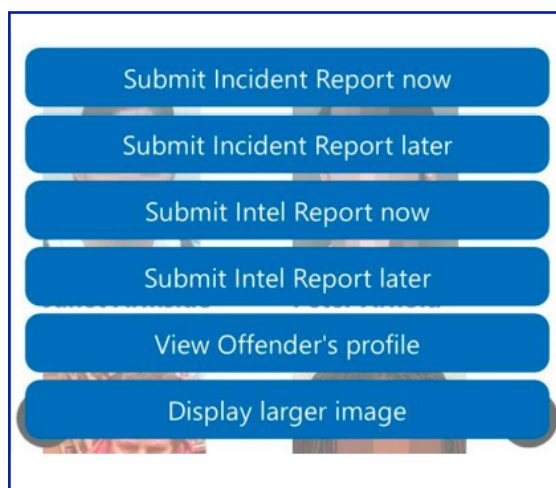 Submit Incident Report now
Submit Incident Report later
Submit Intel Report now
Submit Intel Report later
View Offender's profile
Display larger image